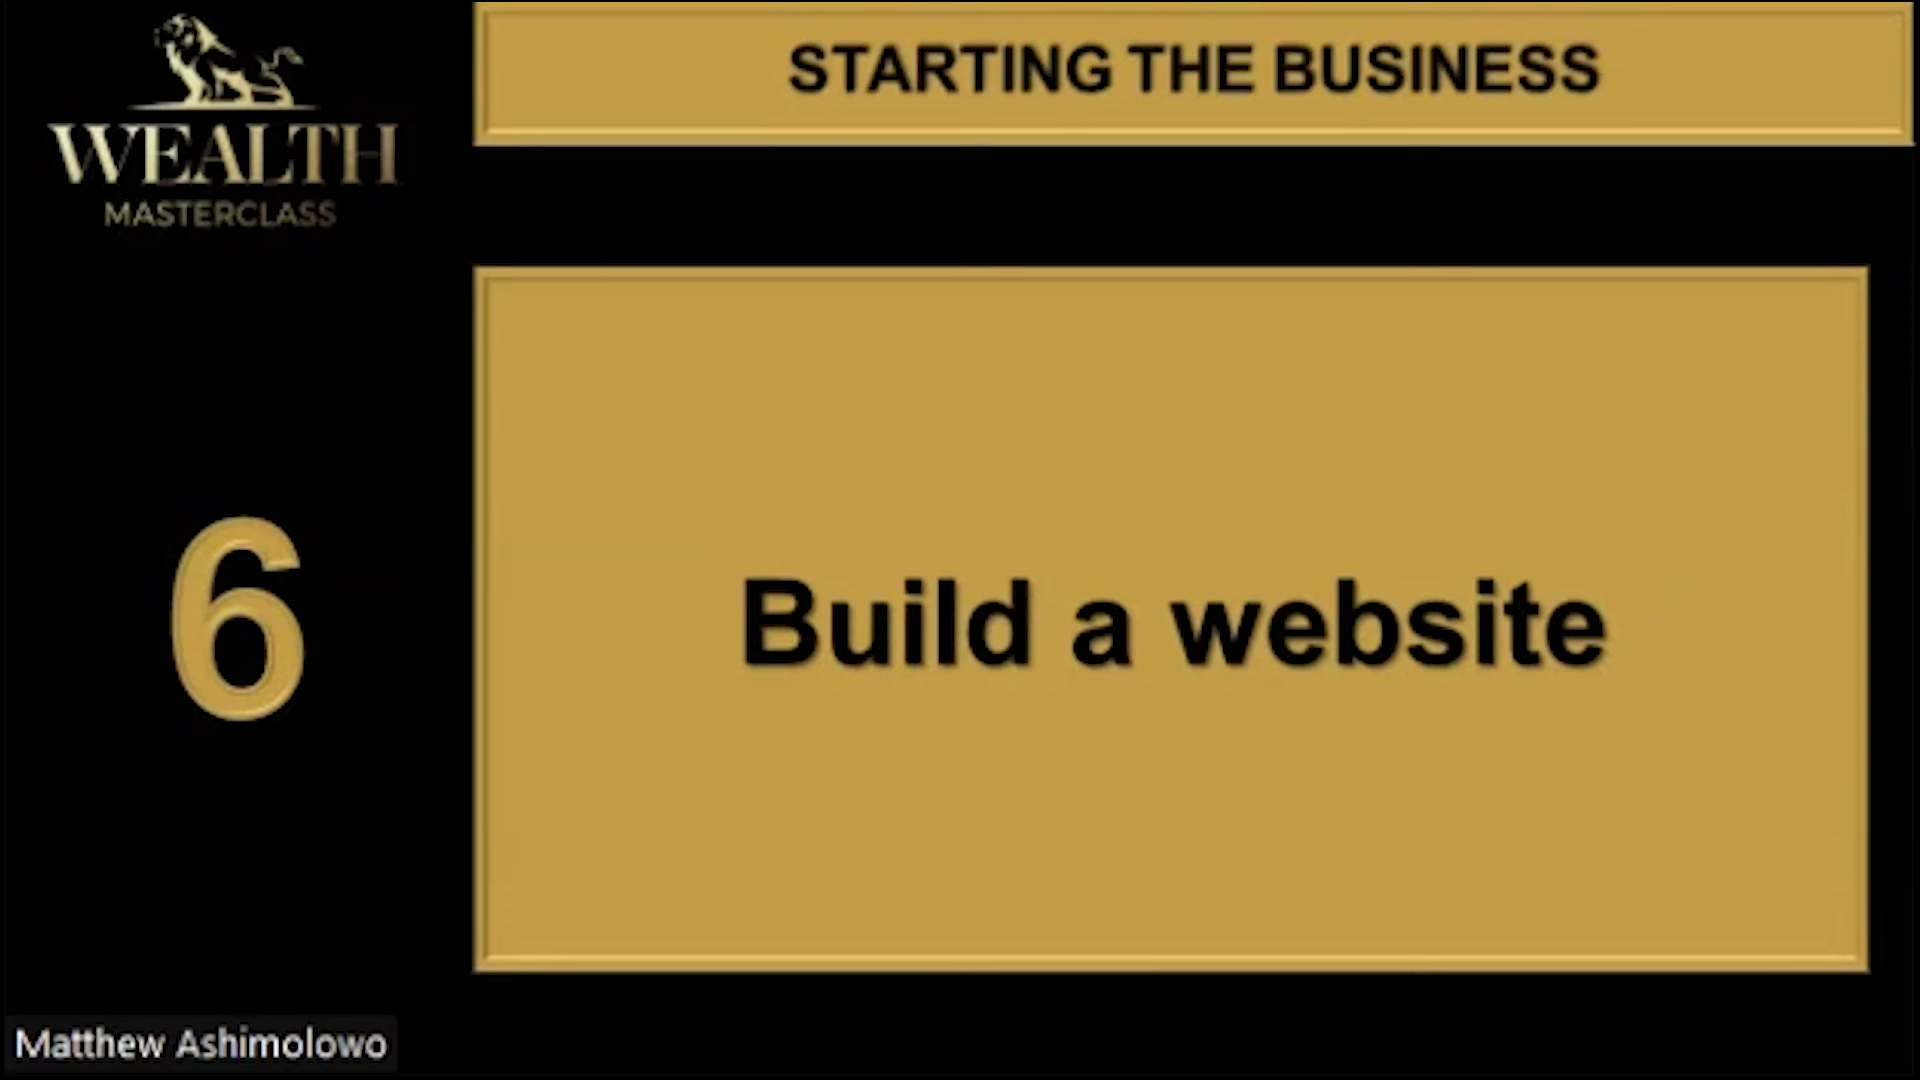 WEALTH
MASTERCLASS
STARTING THE BUSINESS
6
Build a website
Matthew Ashimolowo